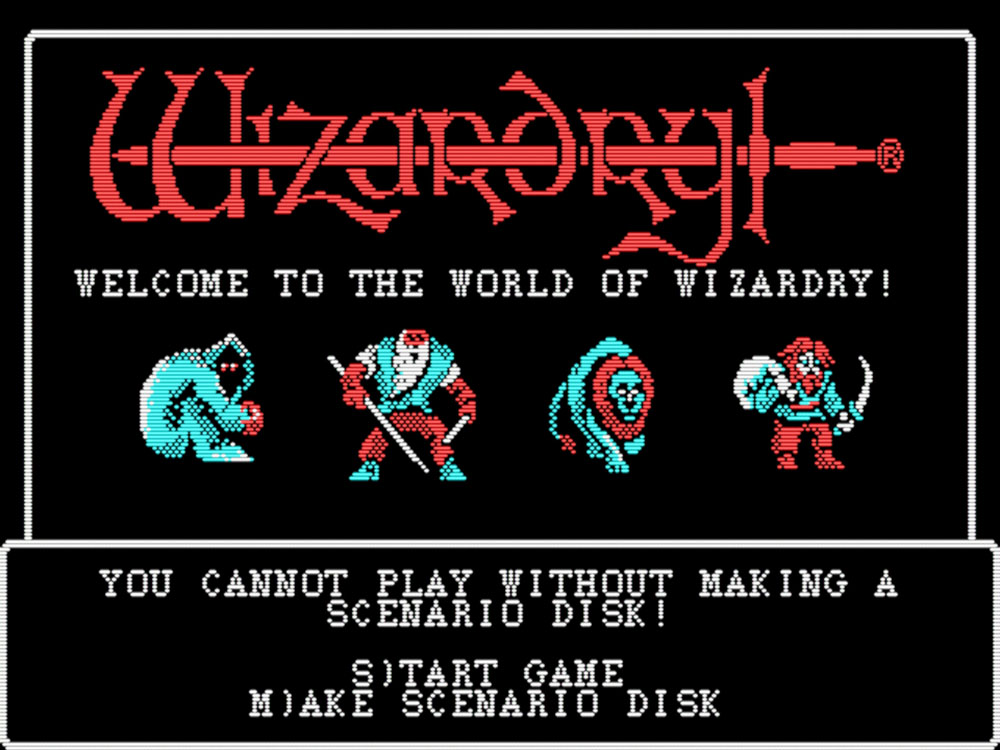 Wizardry®
WELCOME TO THE WORLD OF WIZARDRY!
YOU CANNOT PLAY WITHOUT MAKING A
SCENARIO DISK!
S)TART GAME
M)AKE SCENARIO DISK